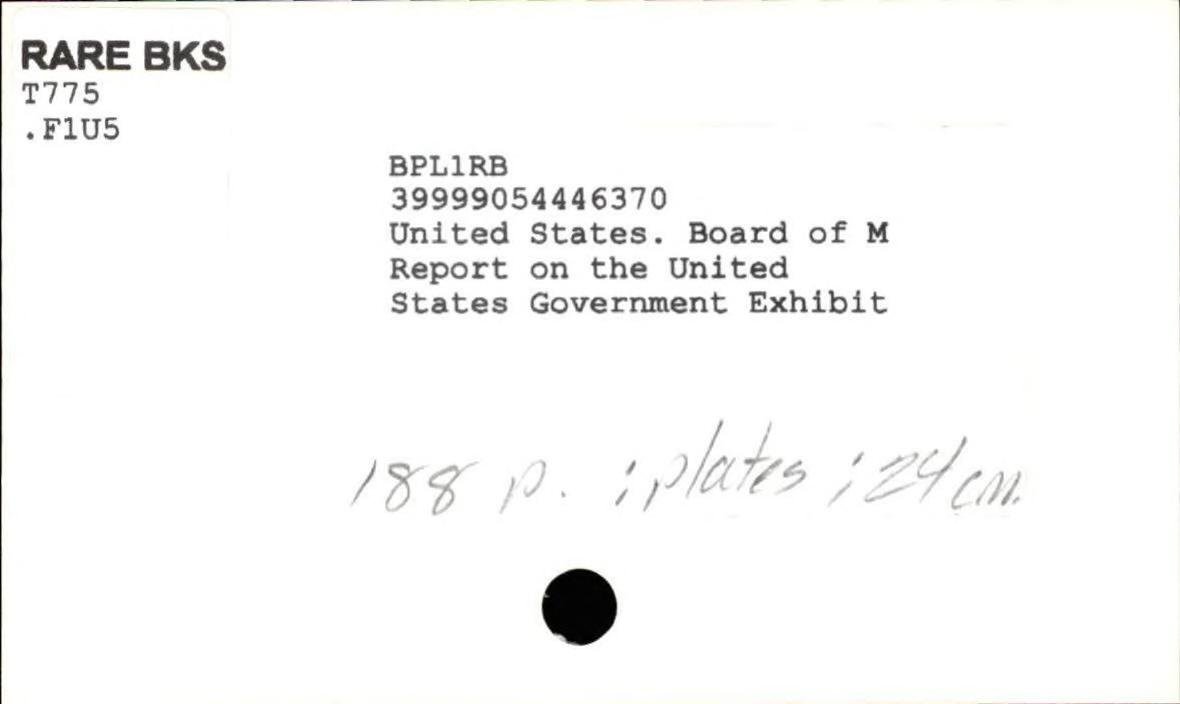 RARE BKS
T775
.F1U5
BPL1RB
39999054446370
United States. Board of M
Report on the United
States Government Exhibit
188 p. : plates ; 24 cm.